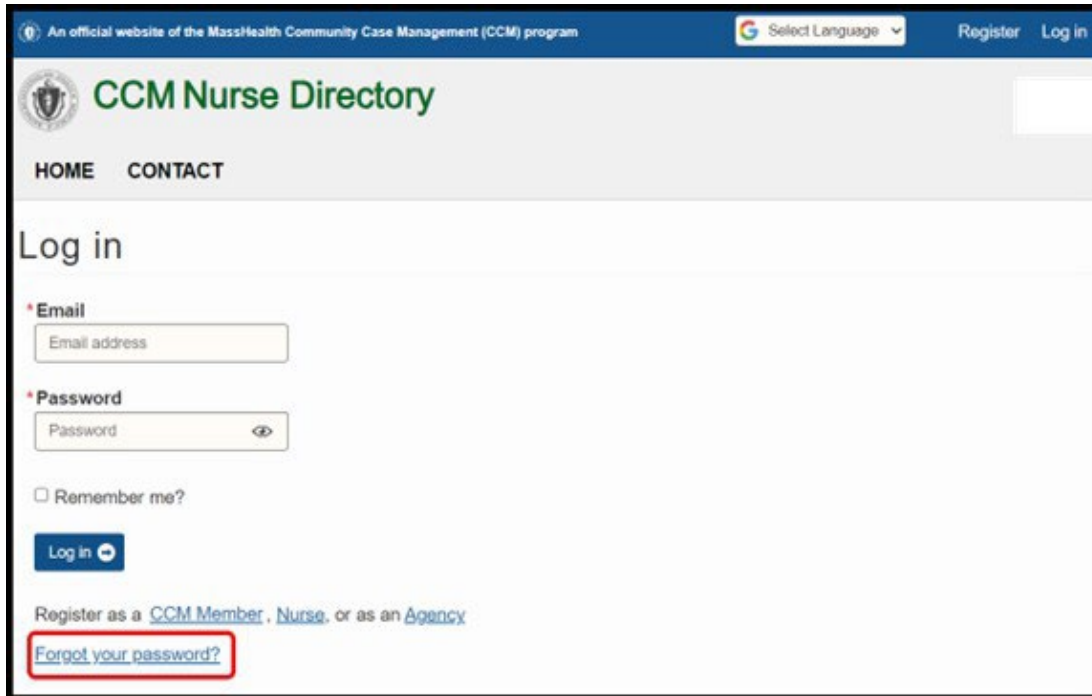 An official website of the MassHealth Community Case Management (CCM) program Select Language Register Log in
CCM Nurse Directory
HOME CONTACT
Log in
*Email
Email address
*Password
Password
Remember me?
Log in
Register as a CCM Member , Nurse, or as an Agency
Forgot your password?